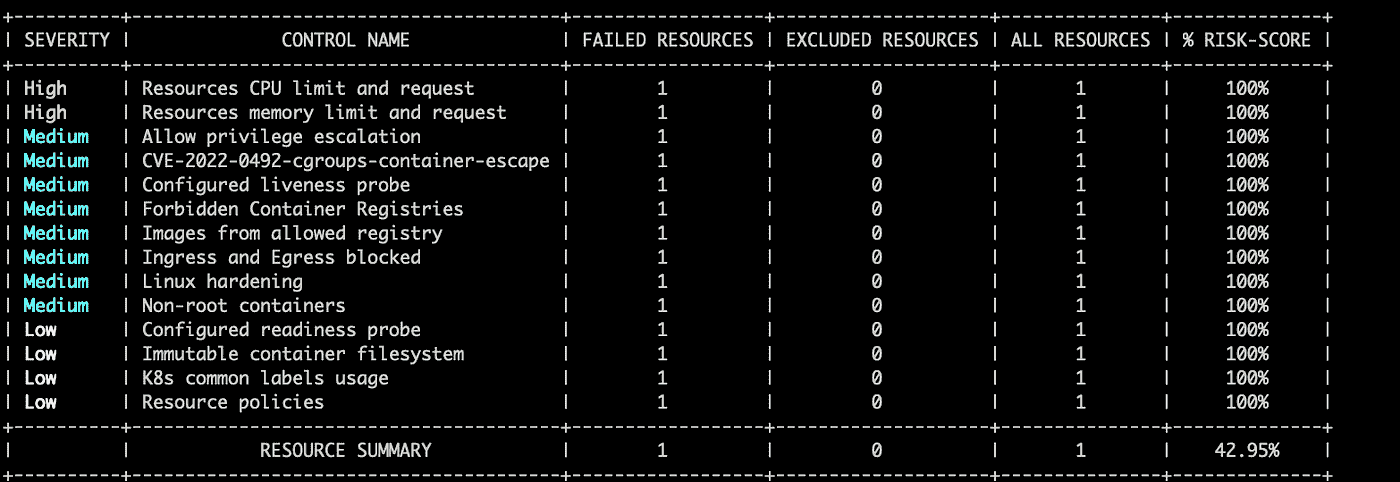 +----------+----------------------------------------+------------------+--------------------+---------------+--------------+
| SEVERITY | CONTROL NAME | FAILED RESOURCES | EXCLUDED RESOURCES | ALL RESOURCES | % RISK-SCORE |
+----------+----------------------------------------+------------------+--------------------+---------------+--------------+
| High | Resources CPU limit and request | 1 | 0 | 1 | 100% |
| High | Resources memory limit and request | 1 | 0 | 1 | 100% |
| Medium | Allow privilege escalation | 1 | 0 | 1 | 100% |
| Medium | CVE-2022-0492-cgroups-container-escape | 1 | 0 | 1 | 100% |
| Medium | Configured liveness probe | 1 | 0 | 1 | 100% |
| Medium | Forbidden Container Registries | 1 | 0 | 1 | 100% |
| Medium | Images from allowed registry | 1 | 0 | 1 | 100% |
| Medium | Ingress and Egress blocked | 1 | 0 | 1 | 100% |
| Medium | Linux hardening | 1 | 0 | 1 | 100% |
| Medium | Non-root containers | 1 | 0 | 1 | 100% |
| Low | Configured readiness probe | 1 | 0 | 1 | 100% |
| Low | Immutable container filesystem | 1 | 0 | 1 | 100% |
| Low | K8s common labels usage | 1 | 0 | 1 | 100% |
| Low | Resource policies | 1 | 0 | 1 | 100% |
+----------+----------------------------------------+------------------+--------------------+---------------+--------------+
| | RESOURCE SUMMARY | 1 | 0 | 1 | 42.95% |
+----------+----------------------------------------+------------------+--------------------+---------------+--------------+